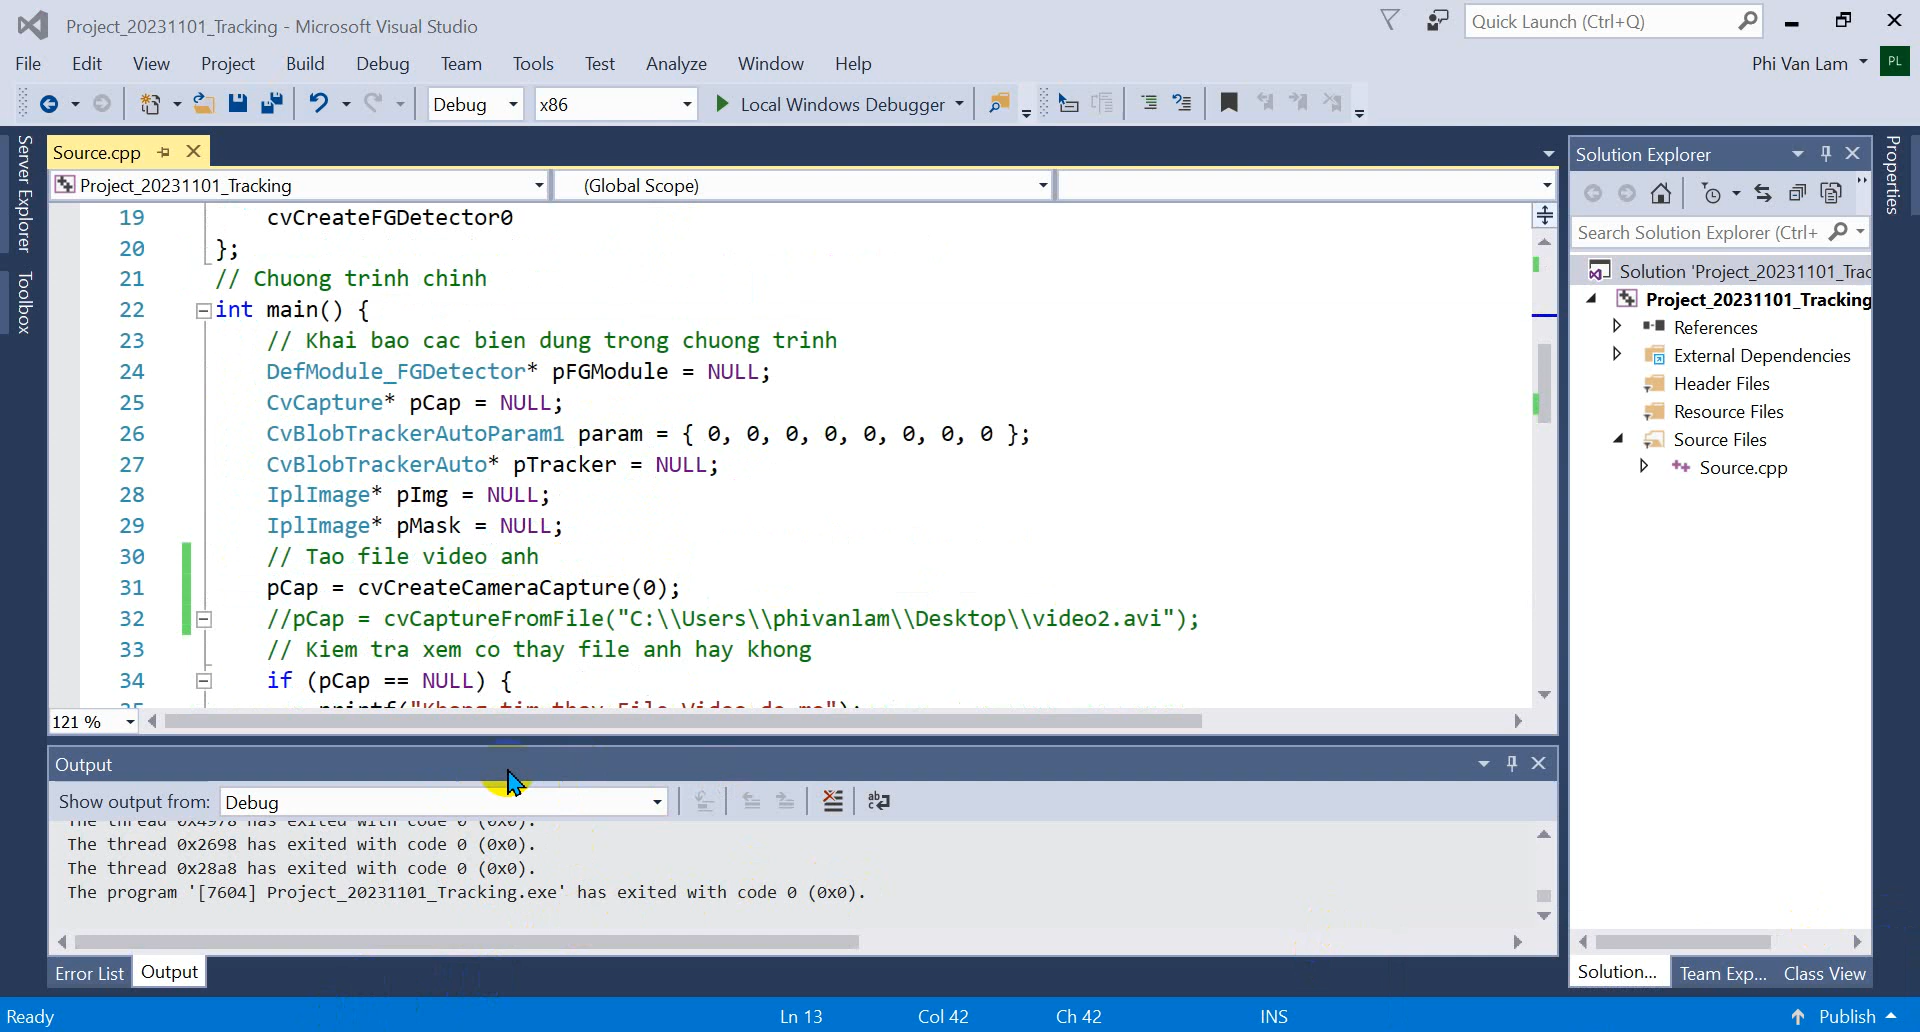 Project_20231101_Tracking - Microsoft Visual Studio
Quick Launch (Ctrl+Q)
File Edit View Project Build Debug Team Tools Test Analyze Window Help
Phi Van Lam PL
Debug x86 Local Windows Debugger
Server Explorer
Toolbox
Source.cpp
Project_20231101_Tracking (Global Scope)
19 cvCreateFGDetector0
20 };
21 // Chuong trinh chinh
22 int main() {
23 // Khai bao cac bien dung trong chuong trinh
24 DefModule_FGDetector* pFGModule = NULL;
25 CvCapture* pCap = NULL;
26 CvBlobTrackerAutoParam1 param = { 0, 0, 0, 0, 0, 0, 0, 0 };
27 CvBlobTrackerAuto* pTracker = NULL;
28 IplImage* pImg = NULL;
29 IplImage* pMask = NULL;
30 // Tao file video anh
31 pCap = cvCreateCameraCapture(0);
32 //pCap = cvCaptureFromFile("C:\\Users\\phivanlam\\Desktop\\video2.avi");
33 // Kiem tra xem co thay file anh hay khong
34 if (pCap == NULL) {
121 %
Output
Show output from: Debug
The thread 0x4978 has exited with code 0 (0x0).
The thread 0x2698 has exited with code 0 (0x0).
The thread 0x28a8 has exited with code 0 (0x0).
The program '[7604] Project_20231101_Tracking.exe' has exited with code 0 (0x0).
Error List Output
Solution Explorer
Search Solution Explorer (Ctrl+
Solution 'Project_20231101_Trac
Project_20231101_Tracking
References
External Dependencies
Header Files
Resource Files
Source Files
Source.cpp
Solution... Team Exp... Class View
Properties
Ready Ln 13 Col 42 Ch 42 INS Publish